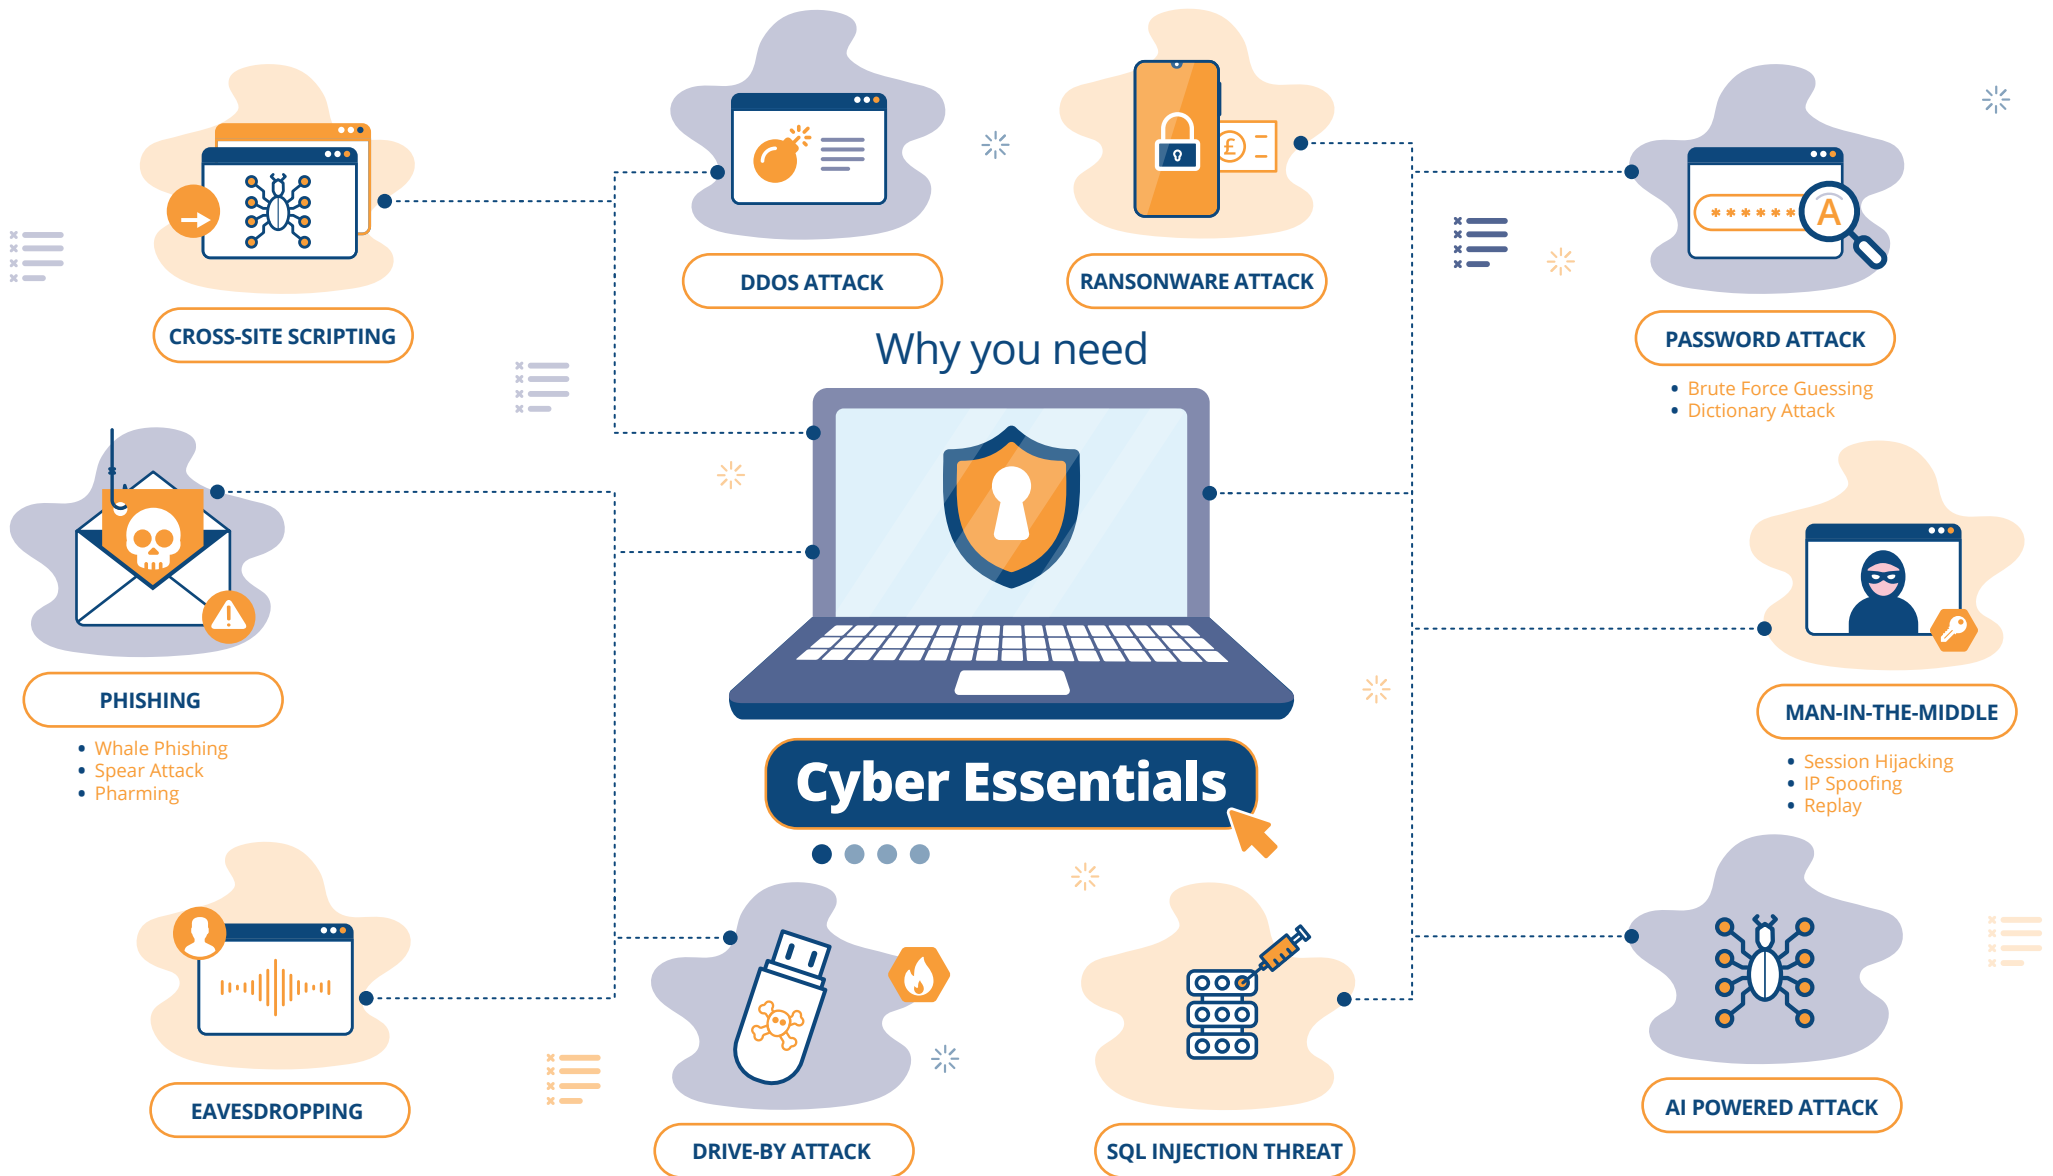 DDOS ATTACK
RANSONWARE ATTACK
CROSS-SITE SCRIPTING
PASSWORD ATTACK
• Brute Force Guessing
• Dictionary Attack
Why you need
Cyber Essentials
PHISHING
• Whale Phishing
• Spear Attack
• Pharming
MAN-IN-THE-MIDDLE
• Session Hijacking
• IP Spoofing
• Replay
EAVESDROPPING
DRIVE-BY ATTACK
SQL INJECTION THREAT
AI POWERED ATTACK
£
******
A